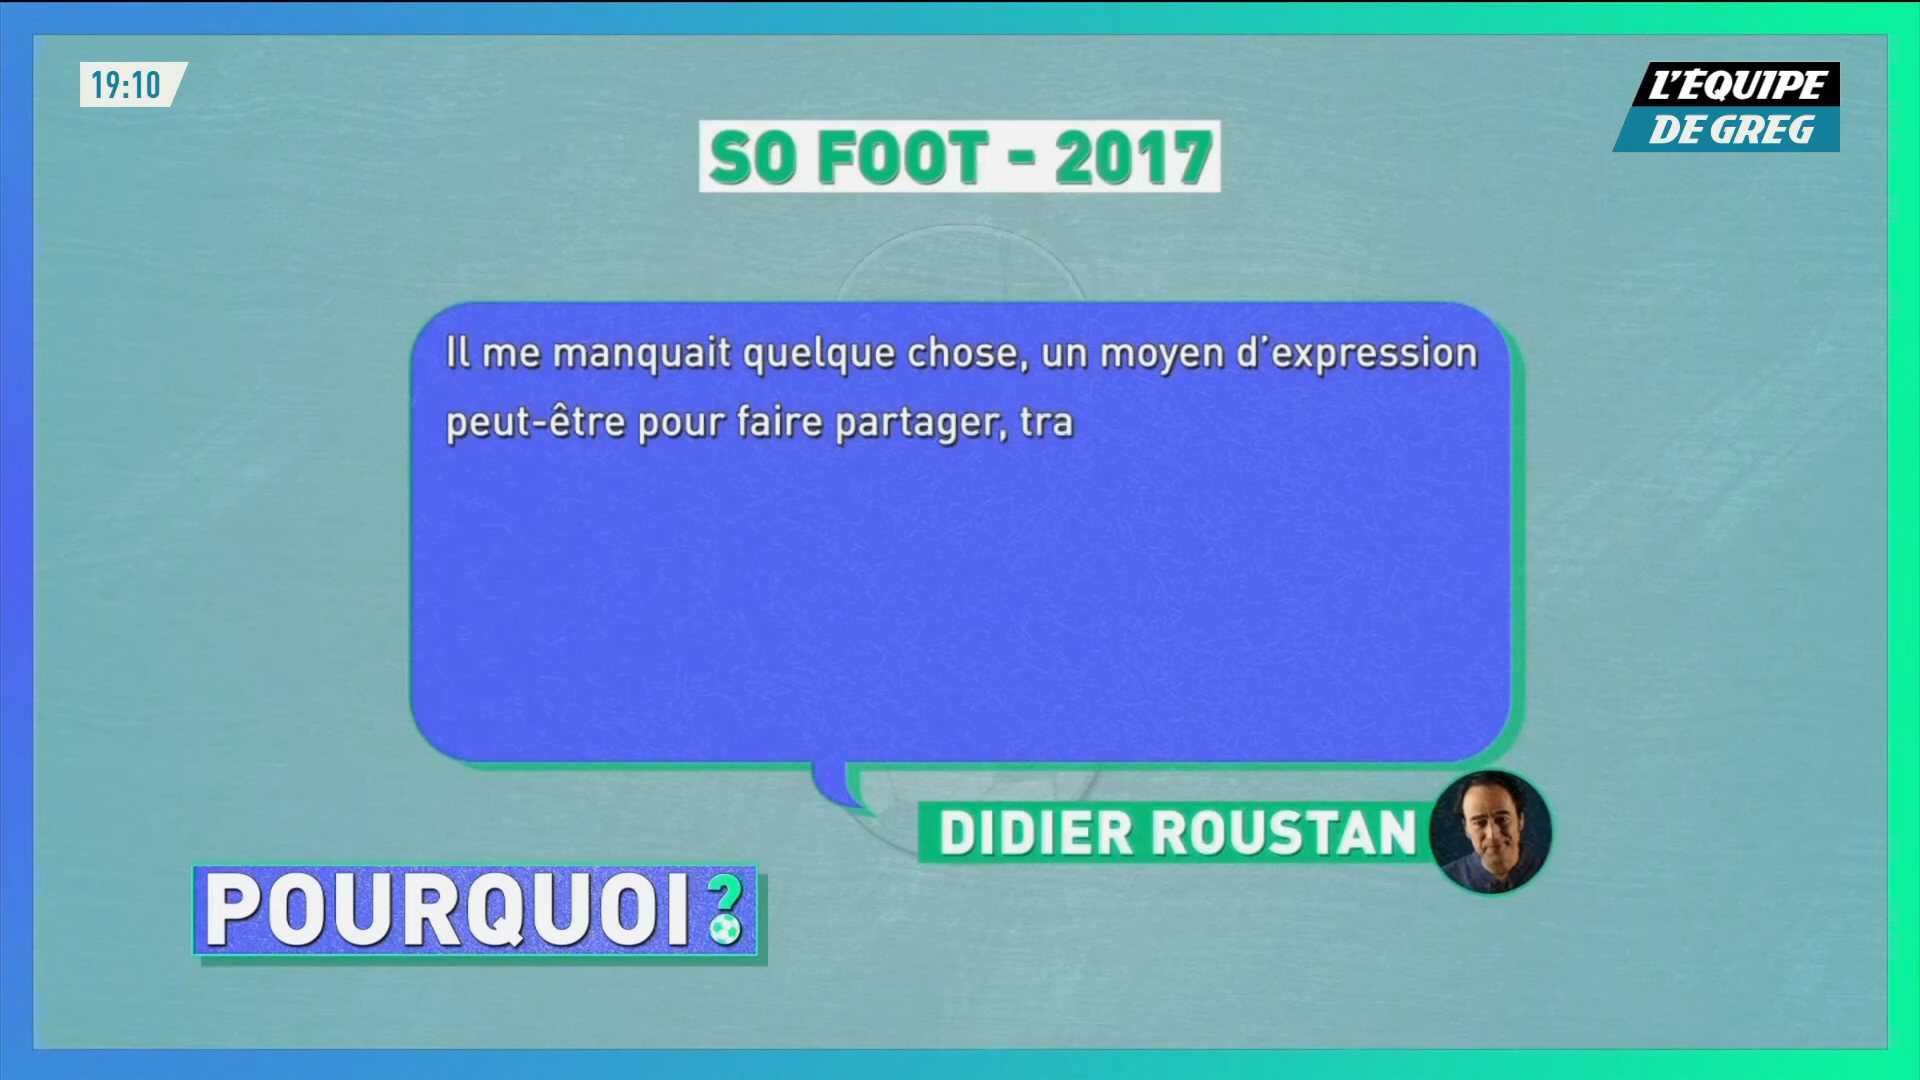 19:10
L'ÉQUIPE
DE GREG
SO FOOT - 2017
Il me manquait quelque chose, un moyen d'expression
peut-être pour faire partager, tra
DIDIER ROUSTAN
POURQUOI?